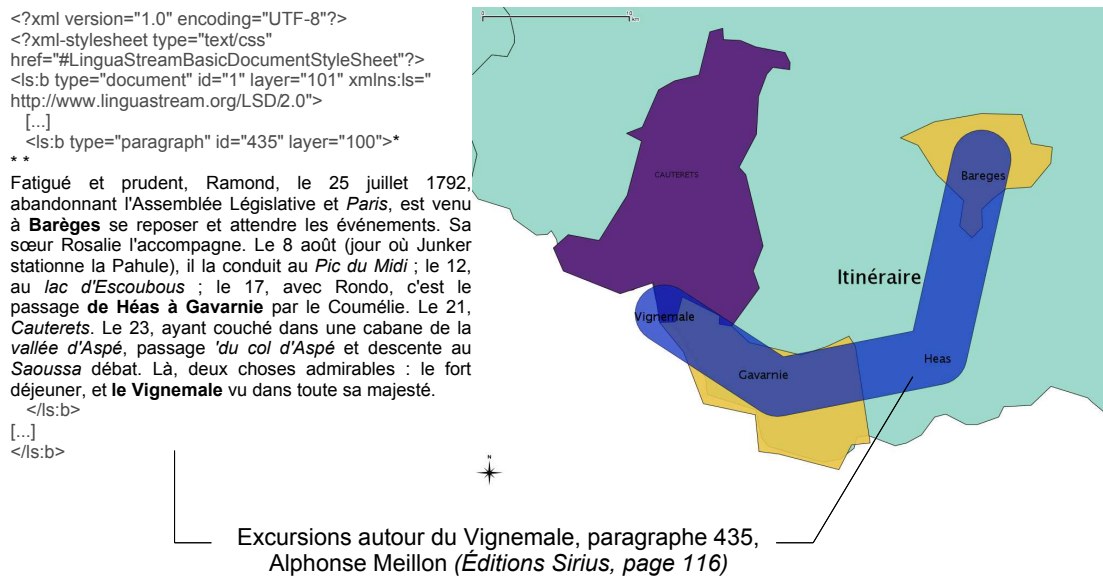 <?xml version="1.0" encoding="UTF-8"?>
<?xml-stylesheet type="text/css"
href="#LinguaStreamBasicDocumentStyleSheet"?>
<ls:b type="document" id="1" layer="101" xmlns:ls="
http://www.linguastream.org/LSD/2.0">
[...]
<ls:b type="paragraph" id="435" layer="100">*
* *
Fatigué et prudent, Ramond, le 25 juillet 1792,
abandonnant l'Assemblée Législative et Paris, est venu
à Barèges se reposer et attendre les événements. Sa
sœur Rosalie l'accompagne. Le 8 août (jour où Junker
stationne la Pahule), il la conduit au Pic du Midi ; le 12,
au lac d'Escoubous ; le 17, avec Rondo, c'est le
passage de Héas à Gavarnie par le Coumélie. Le 21,
Cauterets. Le 23, ayant couché dans une cabane de la
vallée d'Aspé, passage 'du col d'Aspé et descente au
Saoussa débat. Là, deux choses admirables : le fort
déjeuner, et le Vignemale vu dans toute sa majesté.
</ls:b>
[...]
</ls:b>
0 10
km
CAUTERETS
Bareges
Itinéraire
Vignemale
Gavarnie
Heas
N
Excursions autour du Vignemale, paragraphe 435,
Alphonse Meillon (Éditions Sirius, page 116)